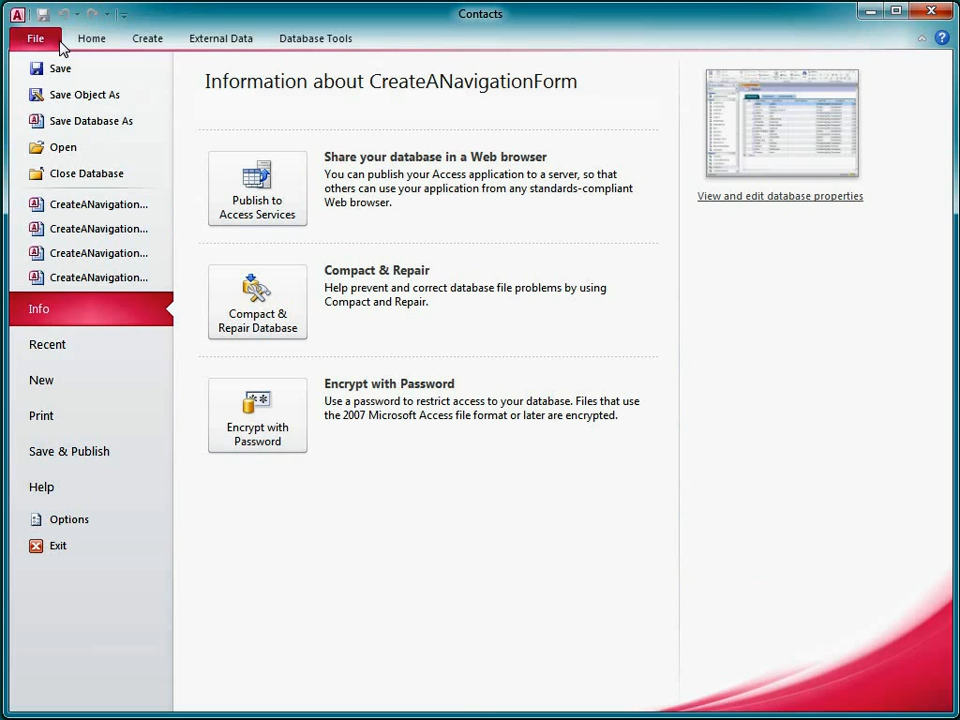 Contacts
File Home Create External Data Database Tools
Save
Save Object As
Save Database As
Open
Close Database
CreateANavigation...
CreateANavigation...
CreateANavigation...
CreateANavigation...
Info
Recent
New
Print
Save & Publish
Help
Options
Exit
Information about CreateANavigationForm
Publish to
Access Services
Share your database in a Web browser
You can publish your Access application to a server, so that
others can use your application from any standards-compliant
Web browser.
Compact &
Repair Database
Compact & Repair
Help prevent and correct database file problems by using
Compact and Repair.
Encrypt with
Password
Encrypt with Password
Use a password to restrict access to your database. Files that use
the 2007 Microsoft Access file format or later are encrypted.
View and edit database properties